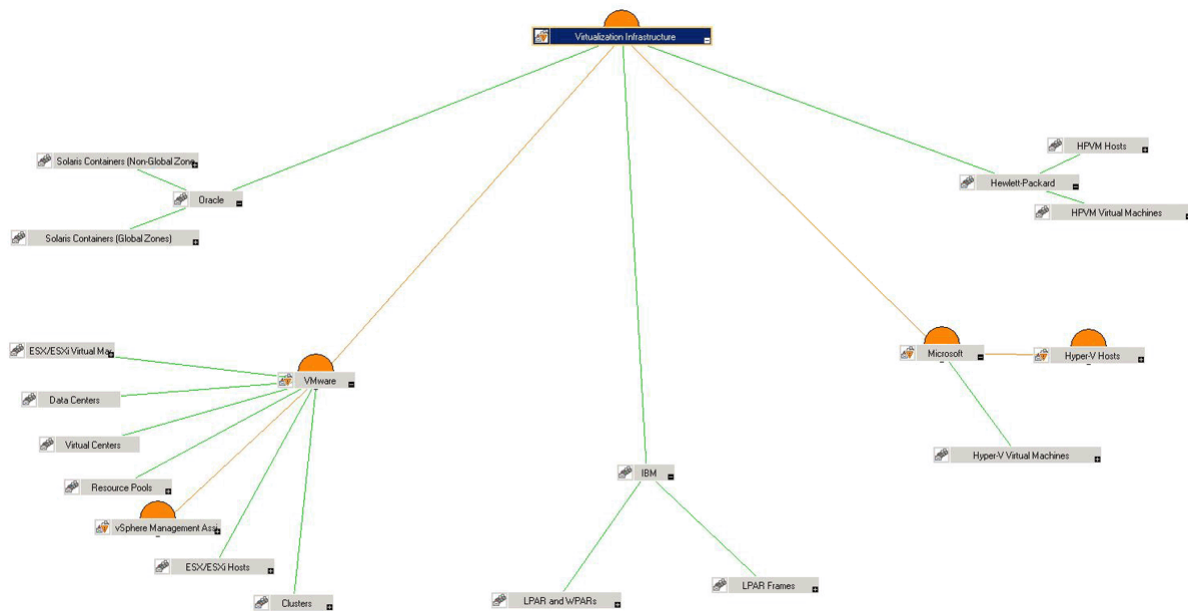 Virtualization Infrastructure
Solaris Containers (Non-Global Zone
HPVM Hosts
Oracle
Hewlett-Packard
HPVM Virtual Machines
Solaris Containers (Global Zones)
ESX/ESXi Virtual Mac
Microsoft
Hyper-V Hosts
VMware
Data Centers
Virtual Centers
Hyper-V Virtual Machines
IBM
Resource Pools
vSphere Management Assi
ESX/ESXi Hosts
LPAR Frames
LPAR and WPARs
Clusters